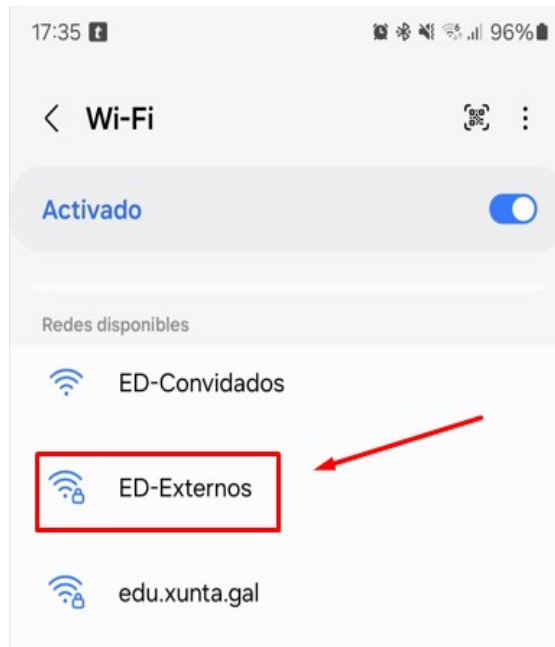 17:35 t 96%
Wi-Fi
Activado
Redes disponibles
ED-Convidados
ED-Externos
edu.xunta.gal